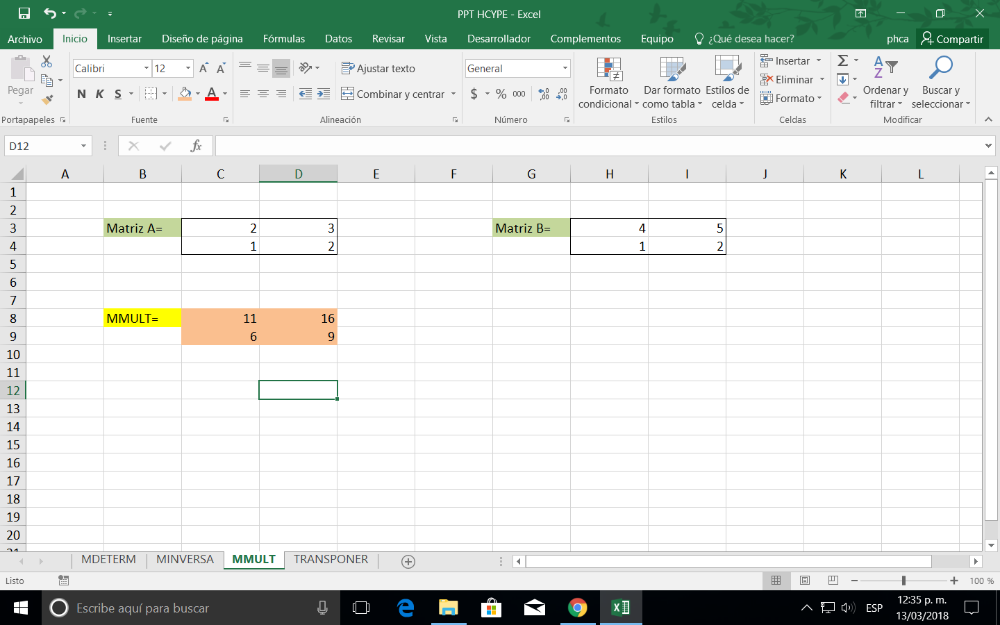 PPT HCYPE - Excel
Archivo Inicio Insertar Diseño de página Fórmulas Datos Revisar Vista Desarrollador Complementos Equipo ¿Qué desea hacer? phca Compartir
Pegar
Portapapeles
Calibri 12
N K S A
Fuente
Ajustar texto
Combinar y centrar
Alineación
General
$ % 000
Número
Formato condicional
Dar formato como tabla
Estilos de celda
Estilos
Insertar
Eliminar
Formato
Celdas
Ordenar y filtrar
Buscar y seleccionar
Modificar
D12 fx
A B C D E F G H I J K L
1
2
3 Matriz A= 2 3 Matriz B= 4 5
4 1 2 1 2
5
6
7
8 MMULT= 11 16
9 6 9
10
11
12
13
14
15
16
17
18
19
20
21
MDETERM MINVERSA MMULT TRANSPONER
Listo 100 %
Escribe aquí para buscar ESP 12:35 p. m.
13/03/2018